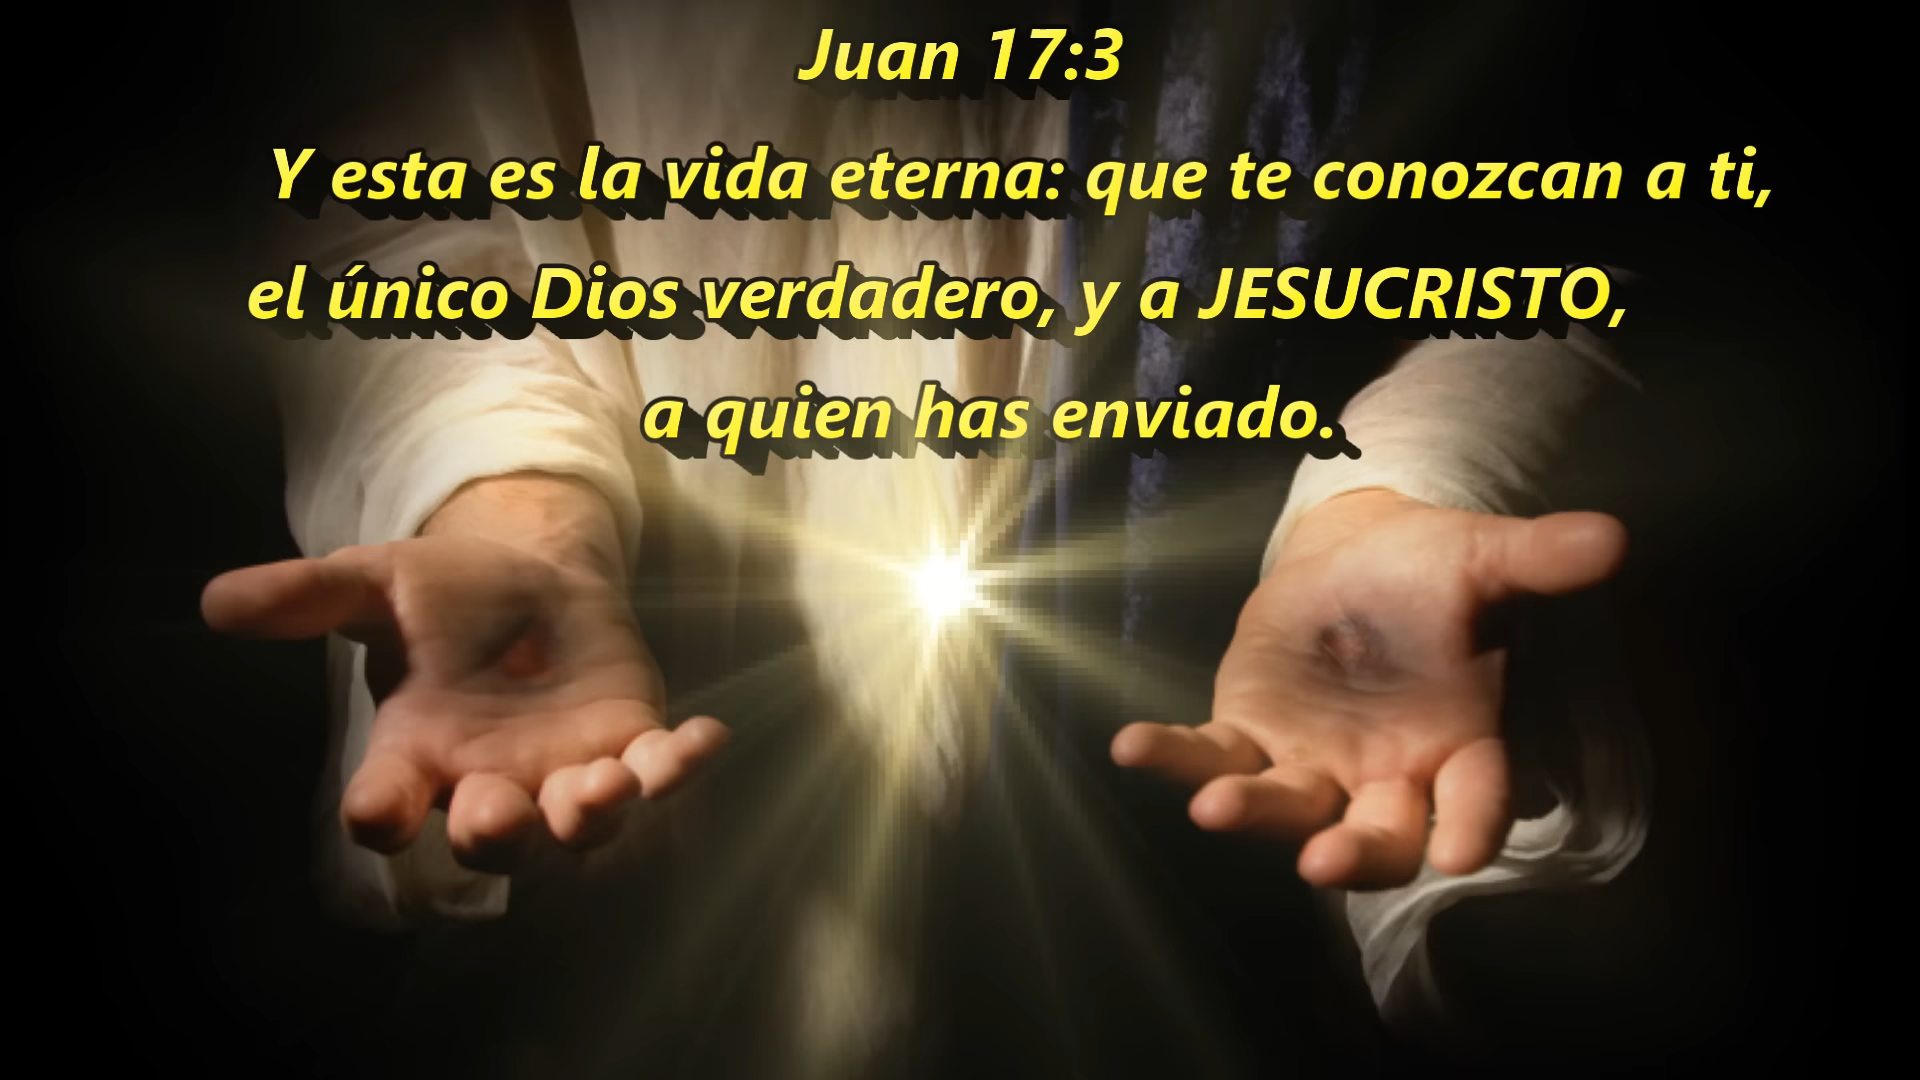 Juan 17:3
Y esta es la vida eterna: que te conozcan a ti,
el único Dios verdadero, y a JESUCRISTO,
a quien has enviado.